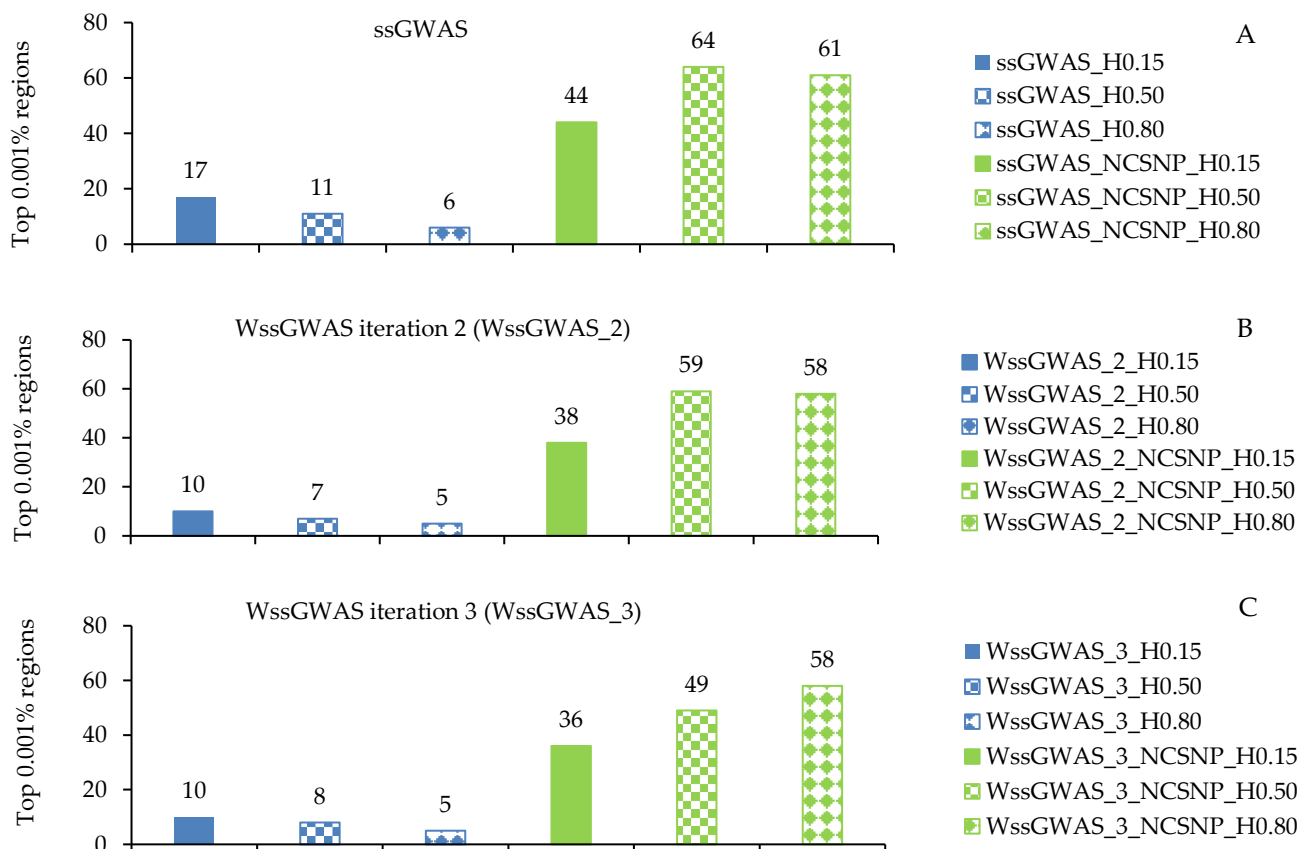 ssGWAS
A
Top 0.001% regions
80
60
40
20
0
17
11
6
44
64
61
ssGWAS_H0.15
ssGWAS_H0.50
ssGWAS_H0.80
ssGWAS_NCSNP_H0.15
ssGWAS_NCSNP_H0.50
ssGWAS_NCSNP_H0.80
WssGWAS iteration 2 (WssGWAS_2)
B
Top 0.001% regions
80
60
40
20
0
10
7
5
38
59
58
WssGWAS_2_H0.15
WssGWAS_2_H0.50
WssGWAS_2_H0.80
WssGWAS_2_NCSNP_H0.15
WssGWAS_2_NCSNP_H0.50
WssGWAS_2_NCSNP_H0.80
WssGWAS iteration 3 (WssGWAS_3)
C
Top 0.001% regions
80
60
40
20
0
10
8
5
36
49
58
WssGWAS_3_H0.15
WssGWAS_3_H0.50
WssGWAS_3_H0.80
WssGWAS_3_NCSNP_H0.15
WssGWAS_3_NCSNP_H0.50
WssGWAS_3_NCSNP_H0.80